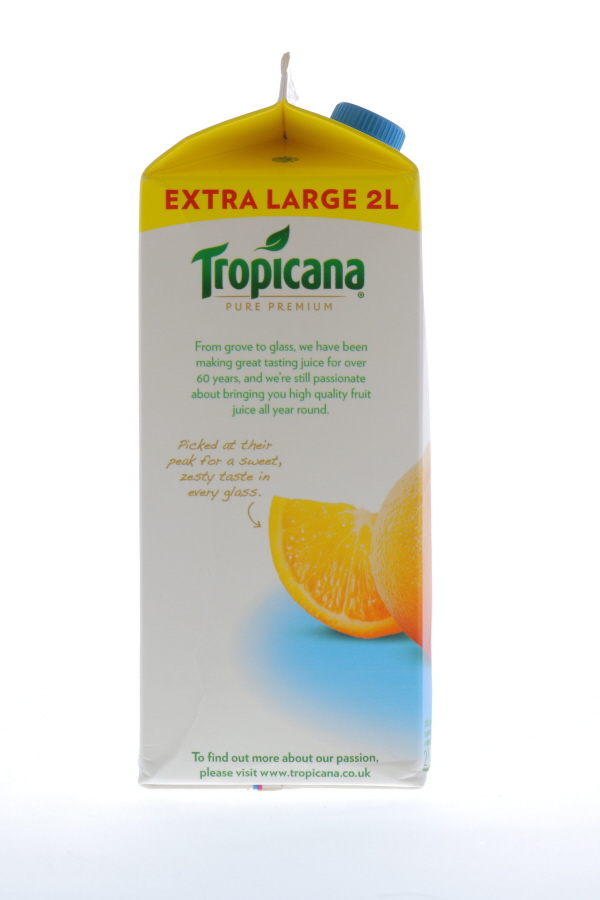 EXTRA LARGE 2L
Tropicana®
PURE PREMIUM
From grove to glass, we have been
making great tasting juice for over
60 years, and we're still passionate
about bringing you high quality fruit
juice all year round.
Picked at their
peak for a sweet,
zesty taste in
every glass.
To find out more about our passion,
please visit www.tropicana.co.uk